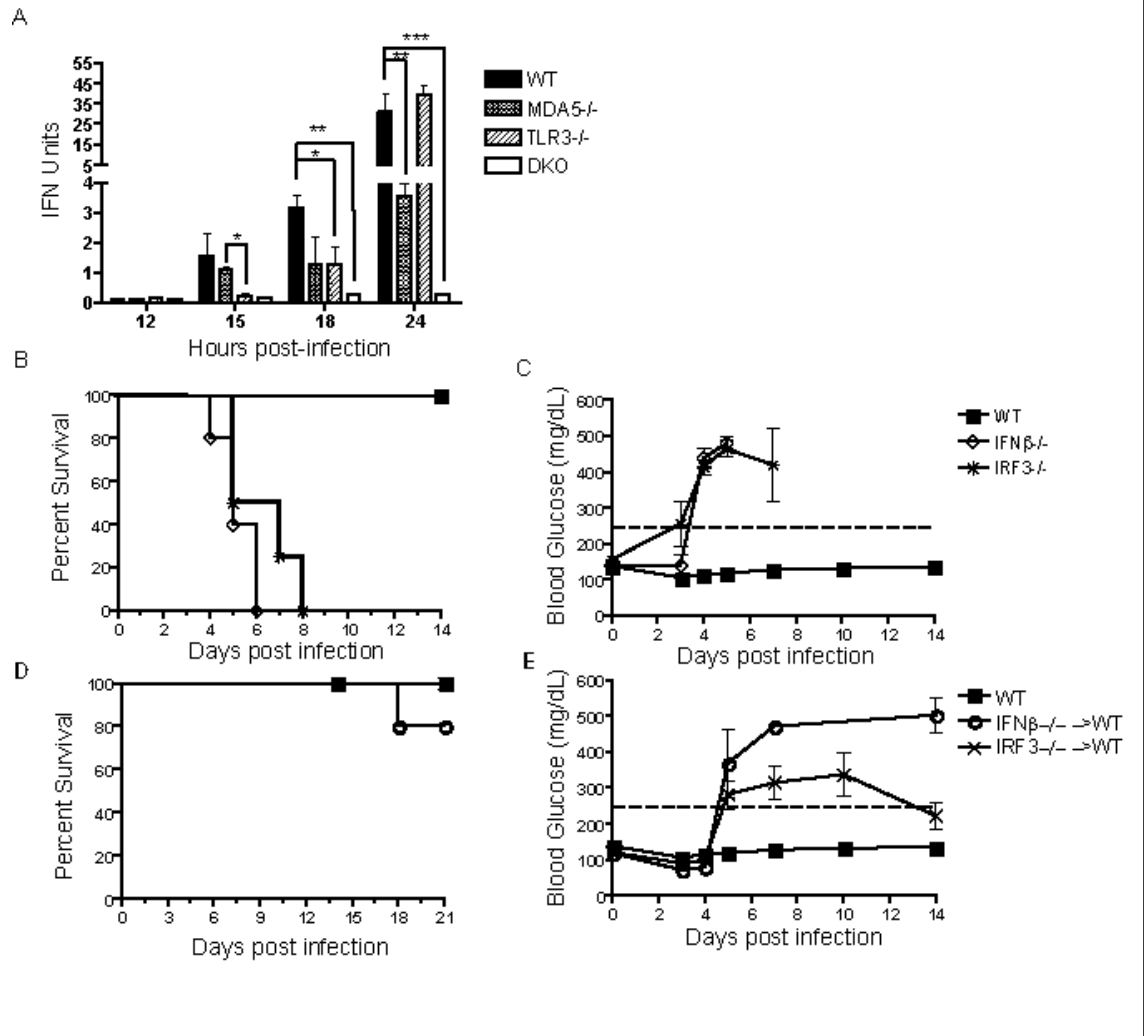 A
IFN Units
55
45
35
25
15
5
4
3
2
1
0
*
**
*
***
**
12 15 18 24
Hours post-infection
WT
MDA5-/-
TLR3-/-
DKO
B
Percent Survival
100
80
60
40
20
0
0 2 4 6 8 10 12 14
Days post infection
C
Blood Glucose (mg/dL)
600
500
400
300
200
100
0
0 2 4 6 8 10 12 14
Days post infection
WT
IFNβ-/-
IRF3-/-
D
Percent Survival
100
80
60
40
20
0
0 3 6 9 12 15 18 21
Days post infection
E
Blood Glucose (mg/dL)
600
500
400
300
200
100
0
0 2 4 6 8 10 12 14
Days post infection
WT
IFNβ-/- ->WT
IRF3-/- ->WT